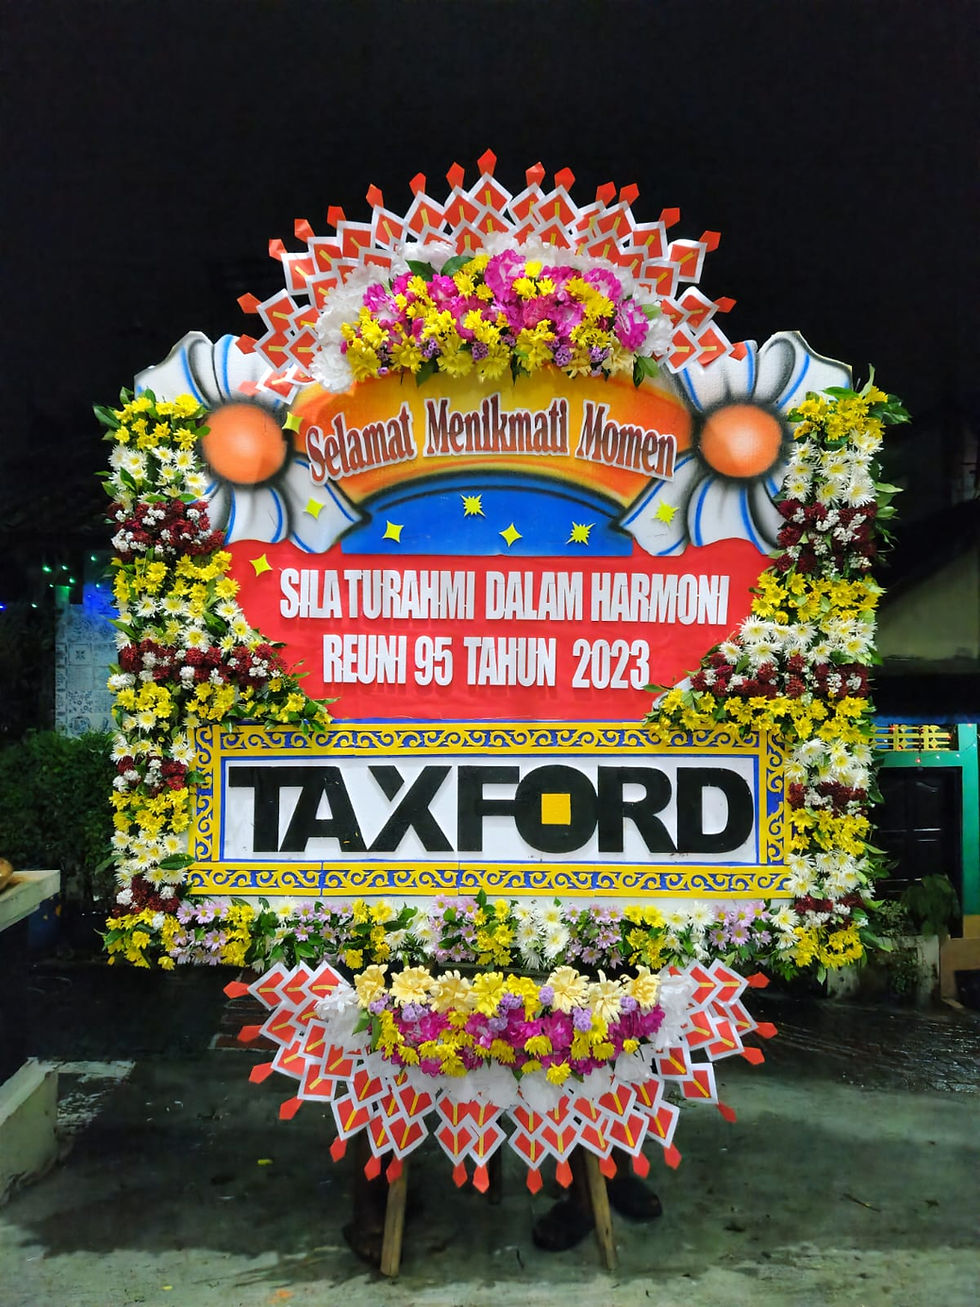 Selamat Menikmati Momen
SILATURAHMI DALAM HARMONI
REUNI 95 TAHUN 2023
TAXFORD